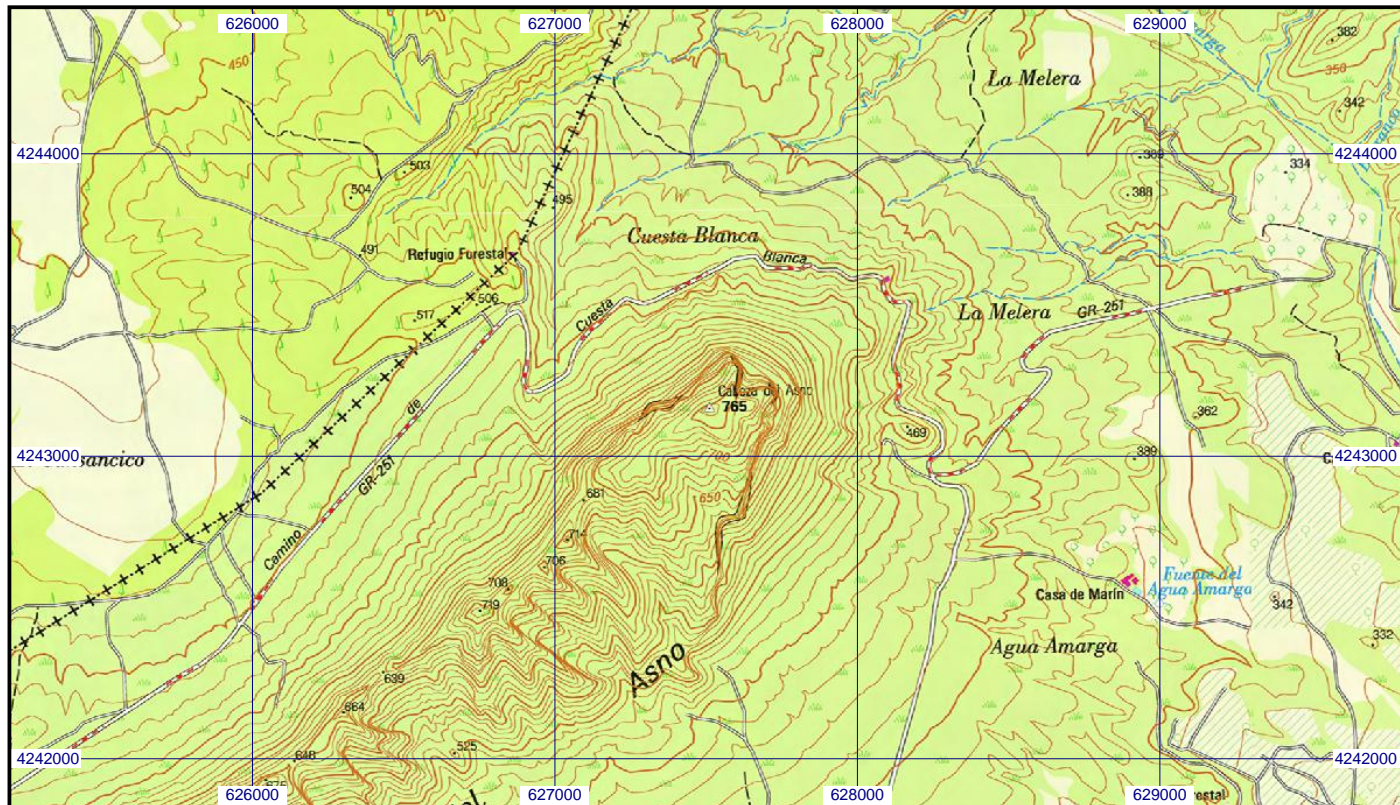 626000
627000
628000
629000
382
450
La Melera
350
342
4244000
4244000
503
334
388
504
495
491
Refugio Forestal
Cuesta Blanca
Blanca
506
517
Cuesta
La Melera
GR-251
Cabeza del Asno
765
de
362
469
4243000
389
4243000
GR-251
681
650
714
Camino
706
708
719
Casa de Marín
Fuente del
Agua Amarga
342
332
Agua Amarga
Asno
639
664
525
648
4242000
4242000
626000
627000
628000
629000